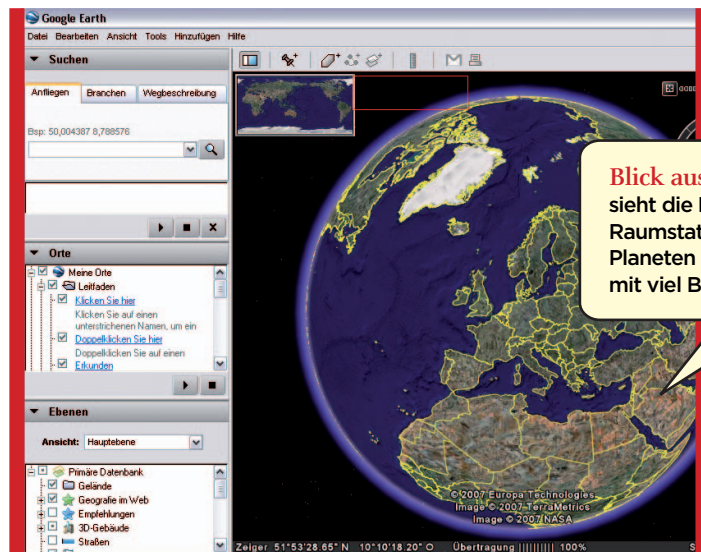 Google Earth
Datei Bearbeiten Ansicht Tools Hinzufügen Hilfe
Suchen
Anfliegen Branchen Wegbeschreibung
Bsp: 50,004387 8,788576
Orte
Meine Orte
Leitfaden
Klicken Sie hier
Klicken Sie auf einen
unterstrichenen Namen, um ein
Doppelklicken Sie hier
Doppelklicken Sie auf einen
Erkunden
Ebenen
Ansicht: Hauptebene
Primäre Datenbank
Gelände
Geografie im Web
Empfehlungen
3D-Gebäude
Straßen
Blick aus
sieht die
Raumstat
Planeten
mit viel B
© 2007 Europa Technologies
Image © 2007 TerraMetrics
Image © 2007 NASA
Zeiger 51°53'28.65" N 10°10'18.20" O Übertragung 100% S